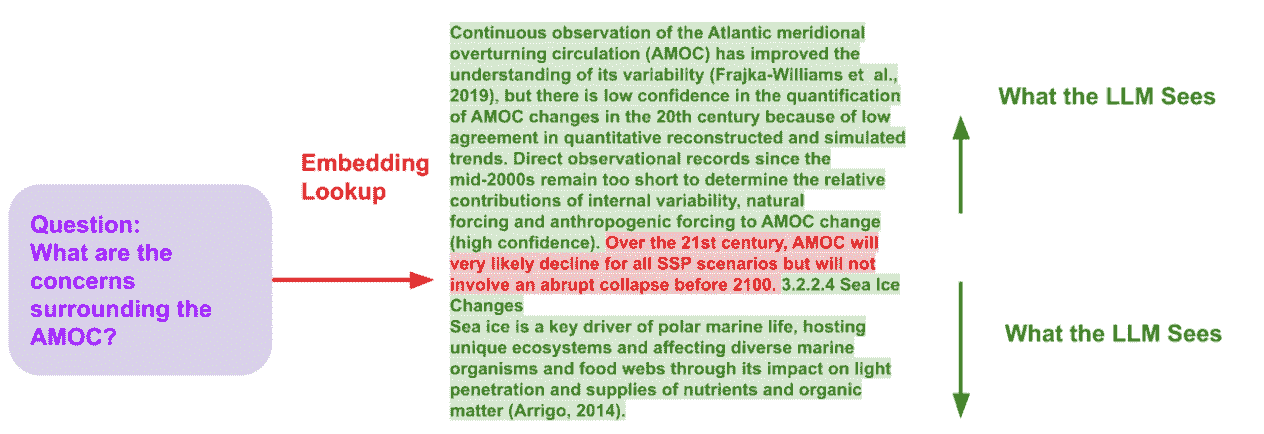 Question:
What are the
concerns
surrounding the
AMOC?
Embedding
Lookup
Continuous observation of the Atlantic meridional
overturning circulation (AMOC) has improved the
understanding of its variability (Frajka-Williams et al.,
2019), but there is low confidence in the quantification
of AMOC changes in the 20th century because of low
agreement in quantitative reconstructed and simulated
trends. Direct observational records since the
mid-2000s remain too short to determine the relative
contributions of internal variability, natural
forcing and anthropogenic forcing to AMOC change
(high confidence). Over the 21st century, AMOC will
very likely decline for all SSP scenarios but will not
involve an abrupt collapse before 2100. 3.2.2.4 Sea Ice
Changes
Sea ice is a key driver of polar marine life, hosting
unique ecosystems and affecting diverse marine
organisms and food webs through its impact on light
penetration and supplies of nutrients and organic
matter (Arrigo, 2014).
What the LLM Sees
What the LLM Sees